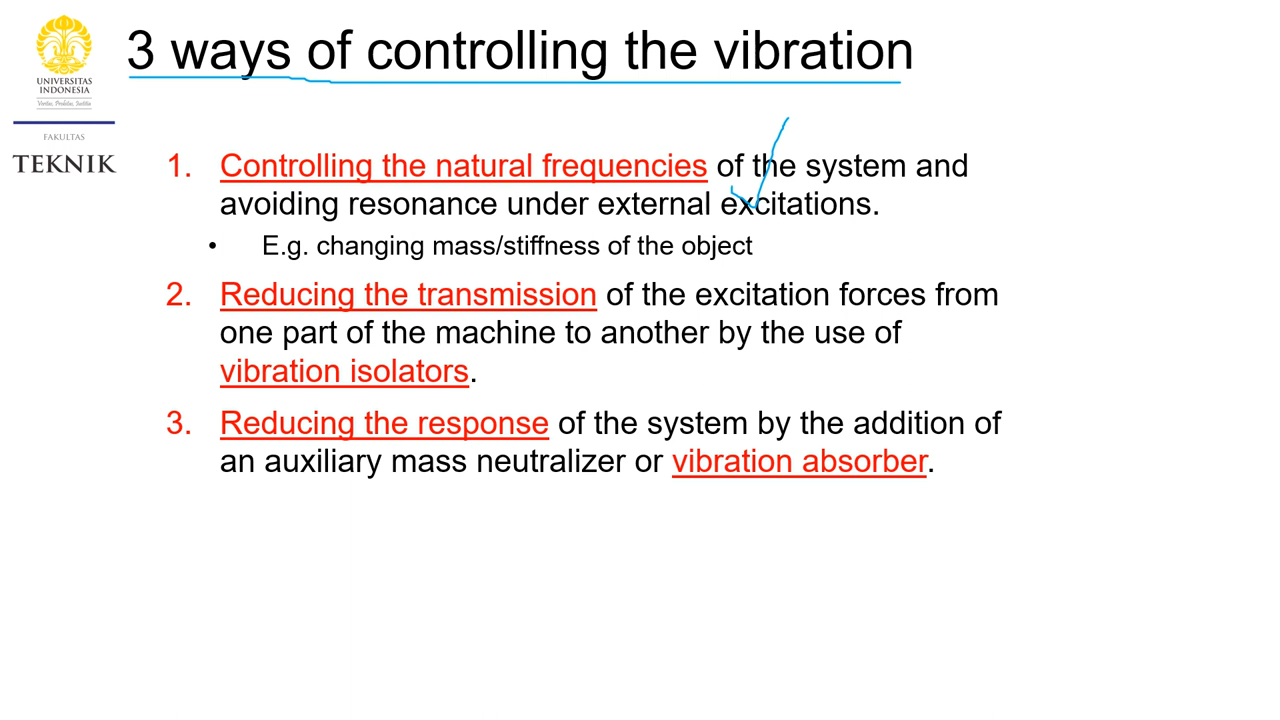 3 ways of controlling the vibration
UNIVERSITAS
INDONESIA
Veritas, Probitas, Iustitia
FAKULTAS
TEKNIK
1. Controlling the natural frequencies of the system and
avoiding resonance under external excitations.
• E.g. changing mass/stiffness of the object
2. Reducing the transmission of the excitation forces from
one part of the machine to another by the use of
vibration isolators.
3. Reducing the response of the system by the addition of
an auxiliary mass neutralizer or vibration absorber.